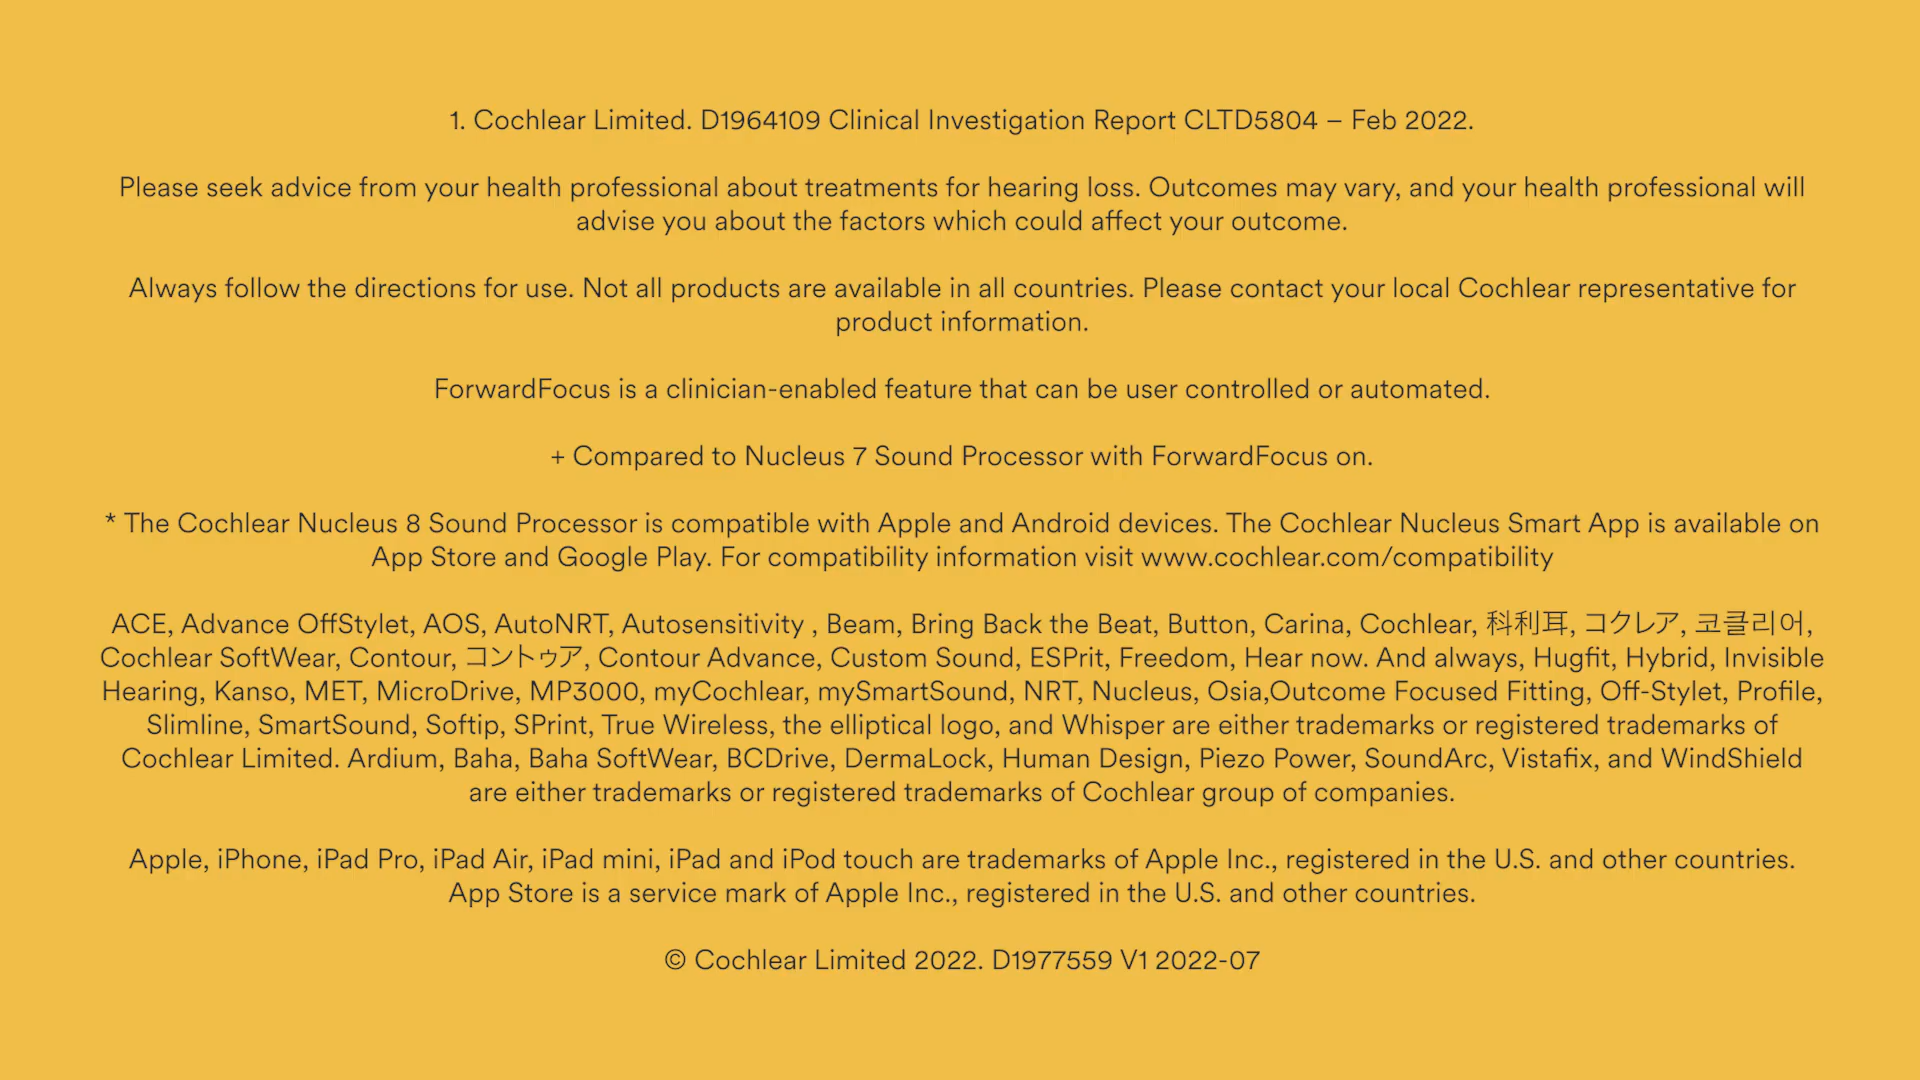 1. Cochlear Limited. D1964109 Clinical Investigation Report CLTD5804 – Feb 2022.
Please seek advice from your health professional about treatments for hearing loss. Outcomes may vary, and your health professional will
advise you about the factors which could affect your outcome.
Always follow the directions for use. Not all products are available in all countries. Please contact your local Cochlear representative for
product information.
ForwardFocus is a clinician-enabled feature that can be user controlled or automated.
+ Compared to Nucleus 7 Sound Processor with ForwardFocus on.
* The Cochlear Nucleus 8 Sound Processor is compatible with Apple and Android devices. The Cochlear Nucleus Smart App is available on
App Store and Google Play. For compatibility information visit www.cochlear.com/compatibility
ACE, Advance OffStylet, AOS, AutoNRT, Autosensitivity , Beam, Bring Back the Beat, Button, Carina, Cochlear, 科利耳, コクレア, 코클리어,
Cochlear SoftWear, Contour, コントゥア, Contour Advance, Custom Sound, ESPrit, Freedom, Hear now. And always, Hugfit, Hybrid, Invisible
Hearing, Kanso, MET, MicroDrive, MP3000, myCochlear, mySmartSound, NRT, Nucleus, Osia,Outcome Focused Fitting, Off-Stylet, Profile,
Slimline, SmartSound, Softip, SPrint, True Wireless, the elliptical logo, and Whisper are either trademarks or registered trademarks of
Cochlear Limited. Ardium, Baha, Baha SoftWear, BCDrive, DermaLock, Human Design, Piezo Power, SoundArc, Vistafix, and WindShield
are either trademarks or registered trademarks of Cochlear group of companies.
Apple, iPhone, iPad Pro, iPad Air, iPad mini, iPad and iPod touch are trademarks of Apple Inc., registered in the U.S. and other countries.
App Store is a service mark of Apple Inc., registered in the U.S. and other countries.
© Cochlear Limited 2022. D1977559 V1 2022-07